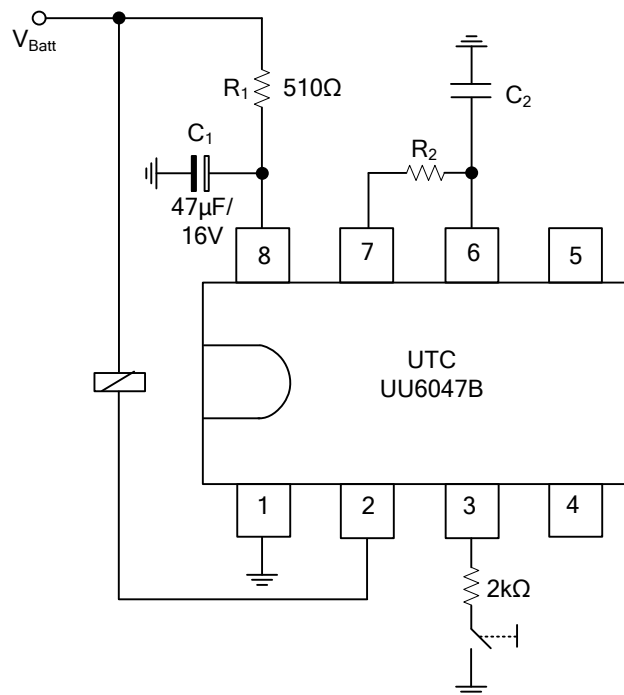 V_Batt
R₁ 510Ω
C₁
47μF/
16V
C₂
R₂
8 7 6 5
UTC
UU6047B
1 2 3 4
2kΩ